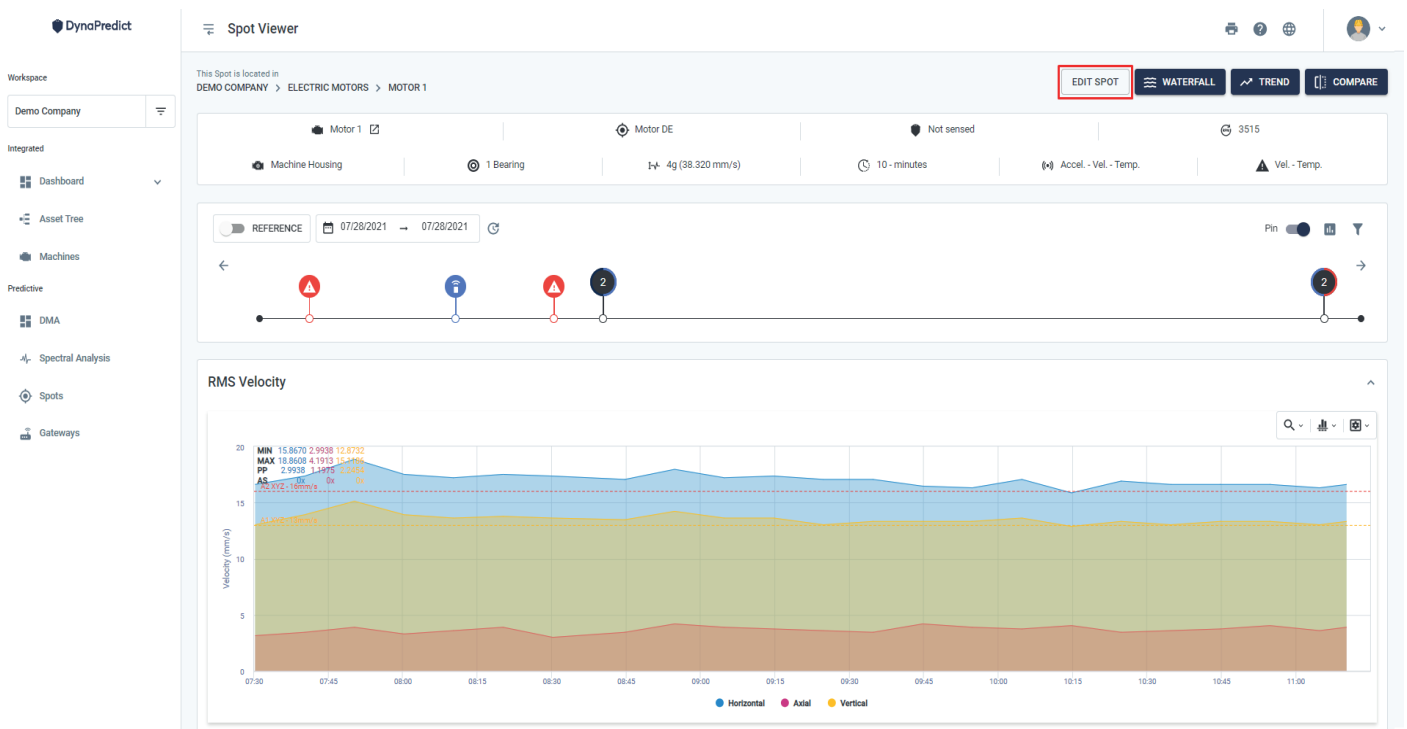 DynaPredict
Spot Viewer
Workspace
Demo Company
Integrated
Dashboard
Asset Tree
Machines
Predictive
DMA
Spectral Analysis
Spots
Gateways
This Spot is located in
DEMO COMPANY > ELECTRIC MOTORS > MOTOR 1
EDIT SPOT WATERFALL TREND COMPARE
Motor 1 Motor DE Not sensed 3515
Machine Housing 1 Bearing 4g (38.320 mm/s) 10 - minutes Accel. - Vel. - Temp. Vel. - Temp.
REFERENCE 07/28/2021 → 07/28/2021 Pin
2 2
RMS Velocity
MIN 15.8670 2.9938 12.8732
MAX 18.8608 4.1913
PP 2.9938 1.1975
AS 0x 0x
A2 XYZ - 16mm/s
20
15
10
5
0
Velocity (mm/s)
07:30 07:45 08:00 08:15 08:30 08:45 09:00 09:15 09:30 09:45 10:00 10:15 10:30 10:45 11:00
Horizontal Axial Vertical